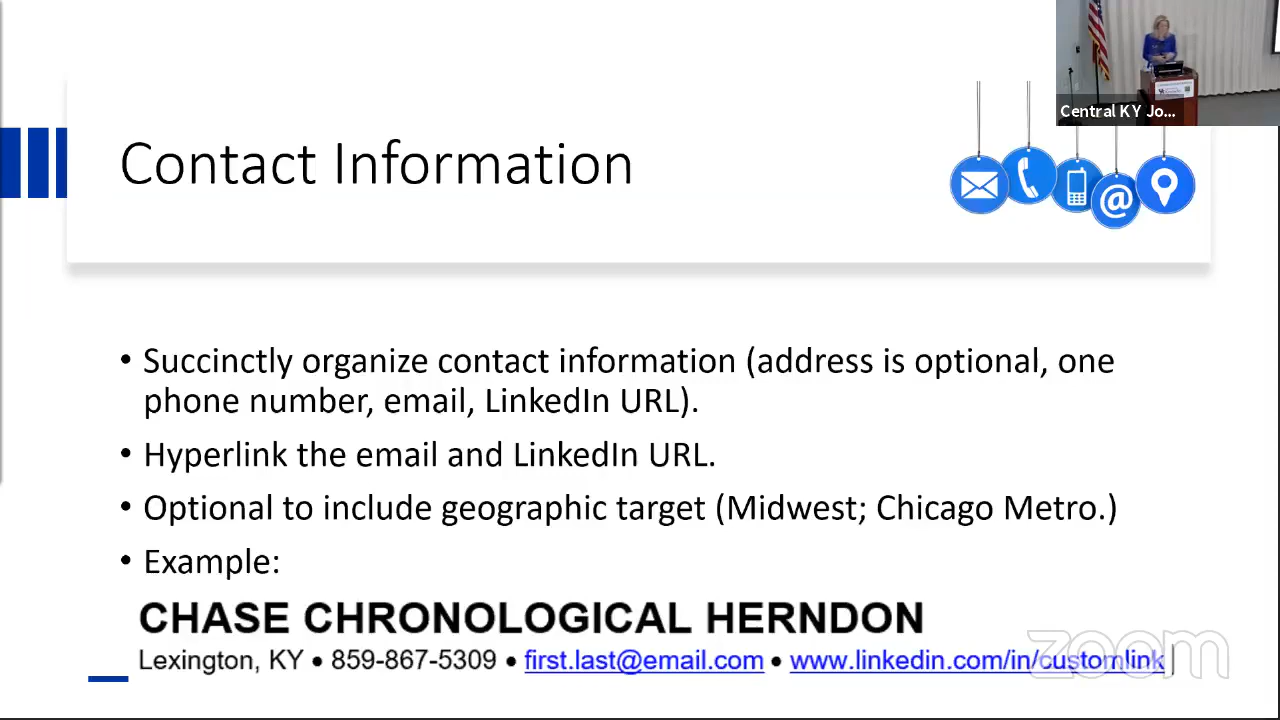 Central KY Jo...
Contact Information
• Succinctly organize contact information (address is optional, one
phone number, email, LinkedIn URL).
• Hyperlink the email and LinkedIn URL.
• Optional to include geographic target (Midwest; Chicago Metro.)
• Example:
CHASE CHRONOLOGICAL HERNDON
Lexington, KY • 859-867-5309 • first.last@email.com • www.linkedin.com/in/customlink
zoom